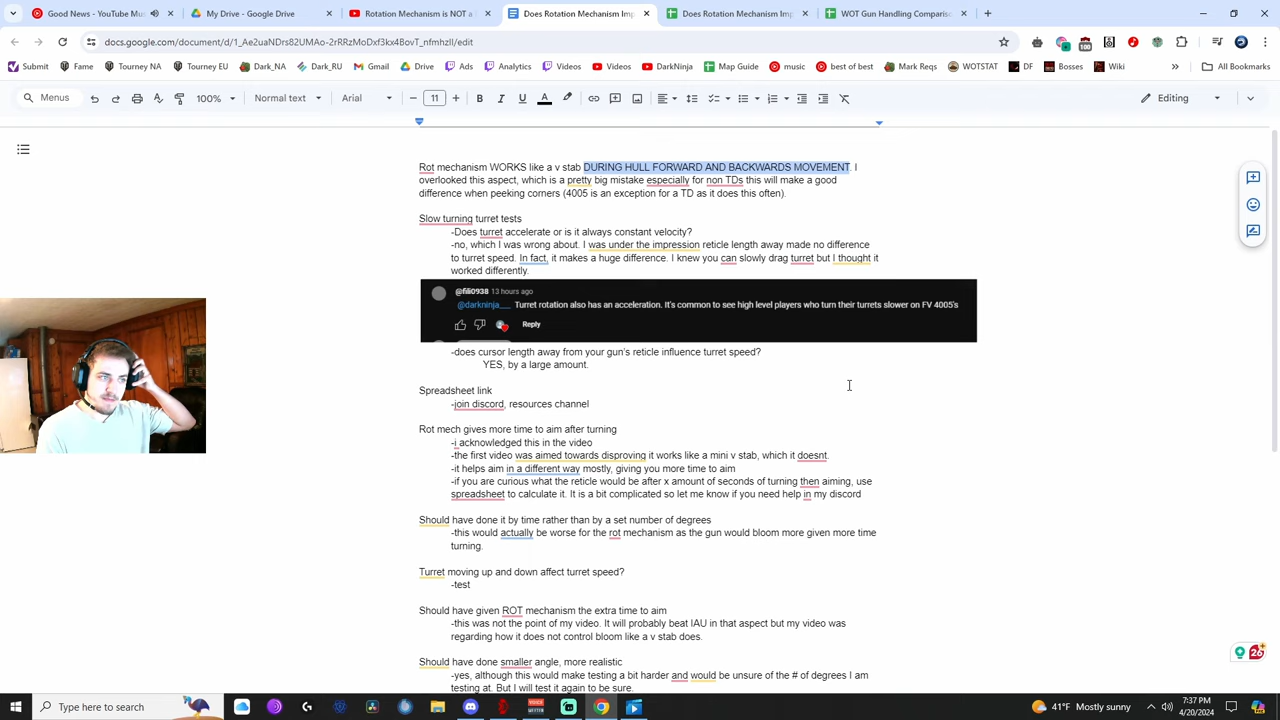 Good News - YouTube Mus
My Drive - Google Drive
Rotation Mechanism is NOT a
Does Rotation Mechanism Imp
Does Rotation Mechanism Imp
WOT Gun Handling Comparis
docs.google.com/document/d/1_Ae2uaNDrs82UMAo-2rRRzMoDxf3kx4BovT_nfmhzlI/edit
100
Submit Fame Tourney NA Tourney EU Dark_NA Dark_RU Gmail Drive Ads Analytics Videos Videos DarkNinja Map Guide music best of best Mark Reqs WOTSTAT DF Bosses Wiki All Bookmarks
Menus 100% Normal text Arial 11 B I U A Editing
Rot mechanism WORKS like a v stab DURING HULL FORWARD AND BACKWARDS MOVEMENT. I
overlooked this aspect, which is a pretty big mistake especially for non TDs this will make a good
difference when peeking corners (4005 is an exception for a TD as it does this often).
Slow turning turret tests
-Does turret accelerate or is it always constant velocity?
-no, which I was wrong about. I was under the impression reticle length away made no difference
to turret speed. In fact, it makes a huge difference. I knew you can slowly drag turret but I thought it
worked differently.
@fili0938 13 hours ago
@darkninja__ Turret rotation also has an acceleration. It's common to see high level players who turn their turrets slower on FV 4005's
Reply
-does cursor length away from your gun's reticle influence turret speed?
YES, by a large amount.
Spreadsheet link
-join discord, resources channel
Rot mech gives more time to aim after turning
-i acknowledged this in the video
-the first video was aimed towards disproving it works like a mini v stab, which it doesnt.
-it helps aim in a different way mostly, giving you more time to aim
-if you are curious what the reticle would be after x amount of seconds of turning then aiming, use
spreadsheet to calculate it. It is a bit complicated so let me know if you need help in my discord
Should have done it by time rather than by a set number of degrees
-this would actually be worse for the rot mechanism as the gun would bloom more given more time
turning.
Turret moving up and down affect turret speed?
-test
Should have given ROT mechanism the extra time to aim
-this was not the point of my video. It will probably beat IAU in that aspect but my video was
regarding how it does not control bloom like a v stab does.
Should have done smaller angle, more realistic
-yes, although this would make testing a bit harder and would be unsure of the # of degrees I am
testing at. But I will test it again to be sure.
26
Type here to search
41°F Mostly sunny
7:37 PM
4/20/2024